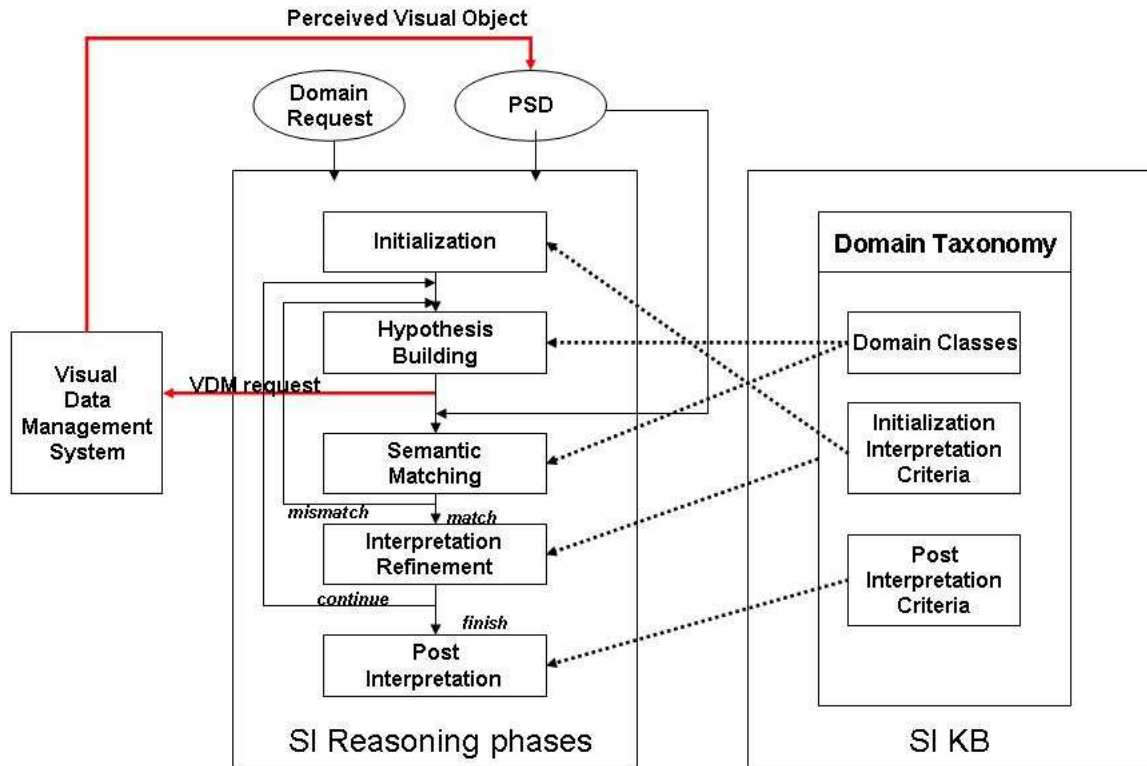 Perceived Visual Object
Domain
Request
PSD
Initialization
Domain Taxonomy
Hypothesis
Building
Domain Classes
Visual
Data
Management
System
VDM request
Initialization
Interpretation
Criteria
Semantic
Matching
mismatch
match
Interpretation
Refinement
Post
Interpretation
Criteria
continue
finish
Post
Interpretation
SI Reasoning phases
SI KB